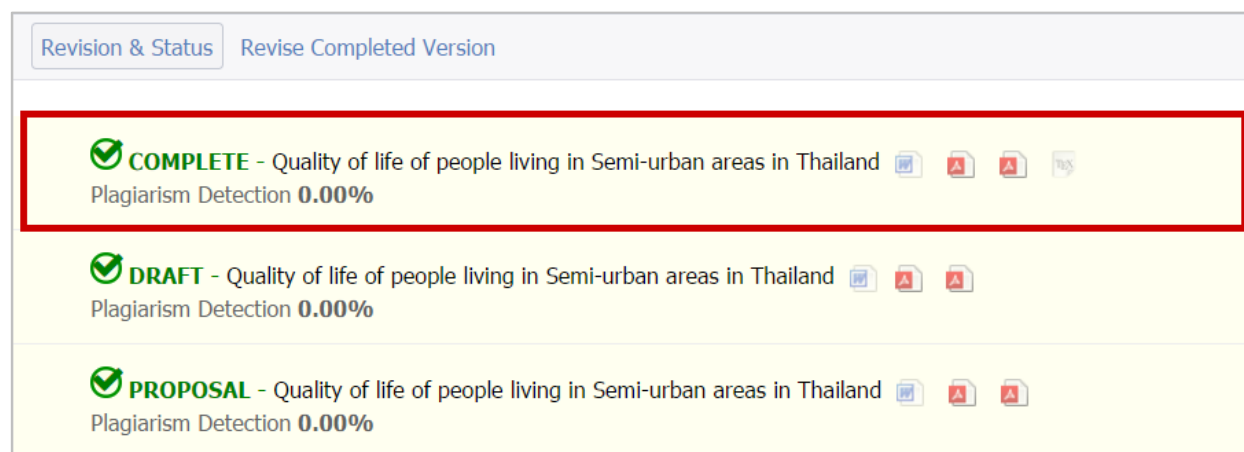 Revision & Status Revise Completed Version
COMPLETE - Quality of life of people living in Semi-urban areas in Thailand
Plagiarism Detection 0.00%
DRAFT - Quality of life of people living in Semi-urban areas in Thailand
Plagiarism Detection 0.00%
PROPOSAL - Quality of life of people living in Semi-urban areas in Thailand
Plagiarism Detection 0.00%